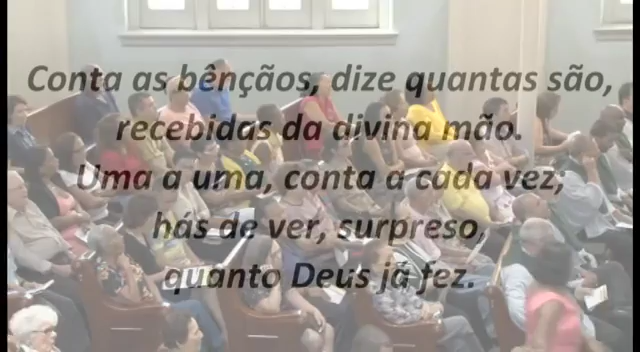 Conta as bênçãos, dize quantas são,
recebidas da divina mão.
Uma a uma, conta a cada vez;
hás de ver, surpreso,
quanto Deus já fez.